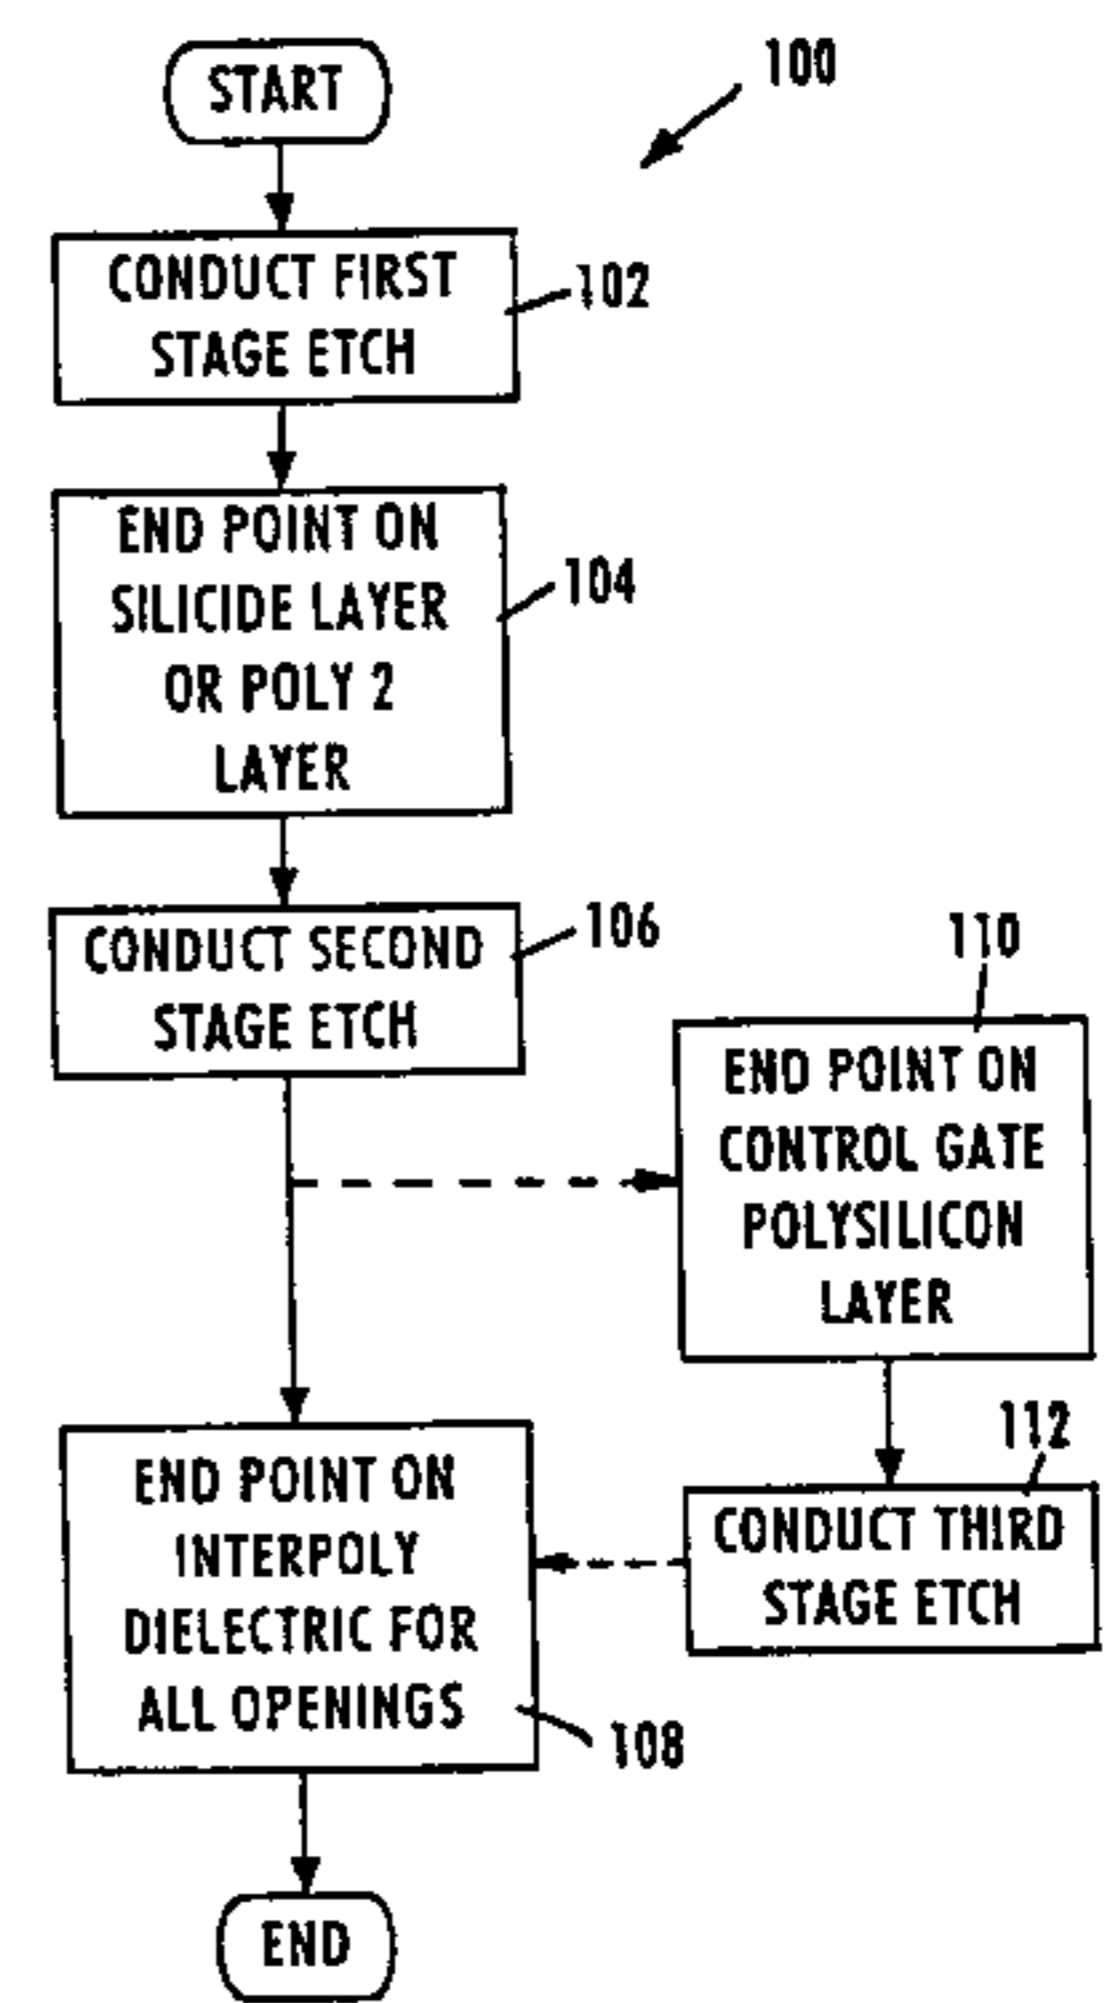 START
100
CONDUCT FIRST
STAGE ETCH
102
END POINT ON
SILICIDE LAYER
OR POLY 2
LAYER
104
CONDUCT SECOND
STAGE ETCH
106
110
END POINT ON
CONTROL GATE
POLYSILICON
LAYER
112
CONDUCT THIRD
STAGE ETCH
END POINT ON
INTERPOLY
DIELECTRIC FOR
ALL OPENINGS
108
END